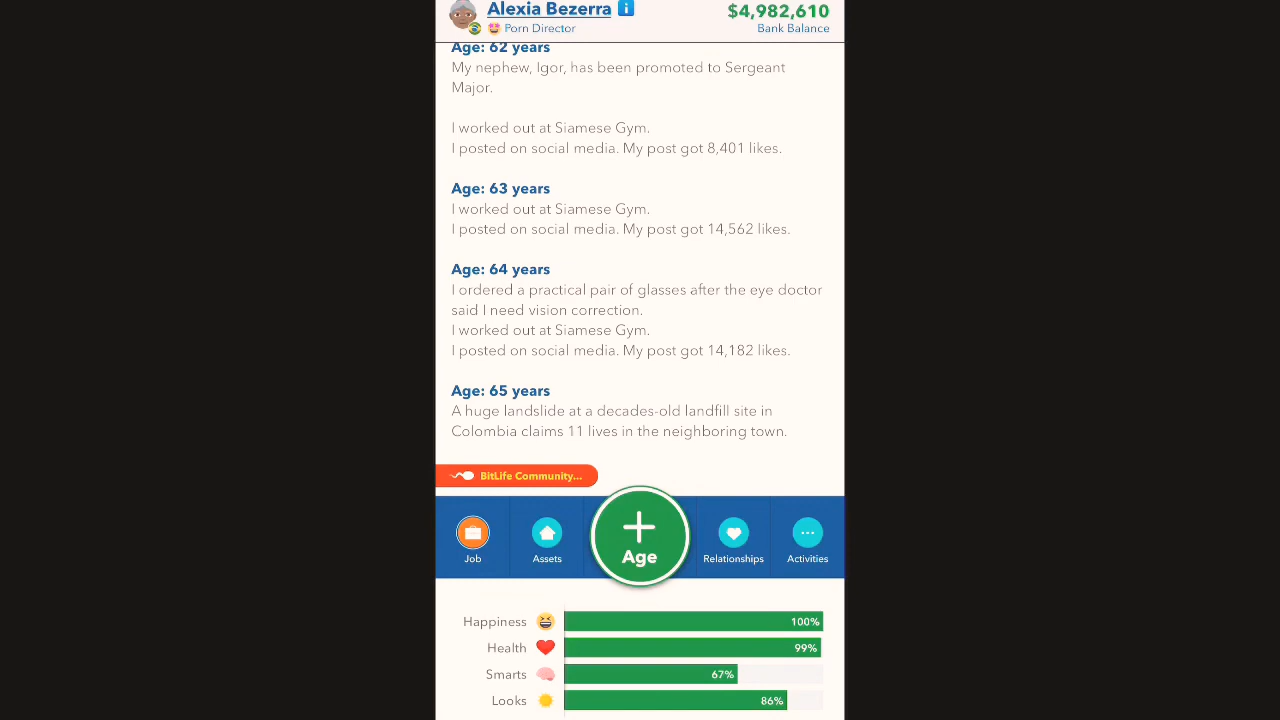 Alexia Bezerra
$4,982,610
Porn Director
Bank Balance
Age: 62 years
My nephew, Igor, has been promoted to Sergeant
Major.
I worked out at Siamese Gym.
I posted on social media. My post got 8,401 likes.
Age: 63 years
I worked out at Siamese Gym.
I posted on social media. My post got 14,562 likes.
Age: 64 years
I ordered a practical pair of glasses after the eye doctor
said I need vision correction.
I worked out at Siamese Gym.
I posted on social media. My post got 14,182 likes.
Age: 65 years
A huge landslide at a decades-old landfill site in
Colombia claims 11 lives in the neighboring town.
BitLife Community...
Job
Assets
Age
Relationships
Activities
Happiness 100%
Health 99%
Smarts 67%
Looks 86%